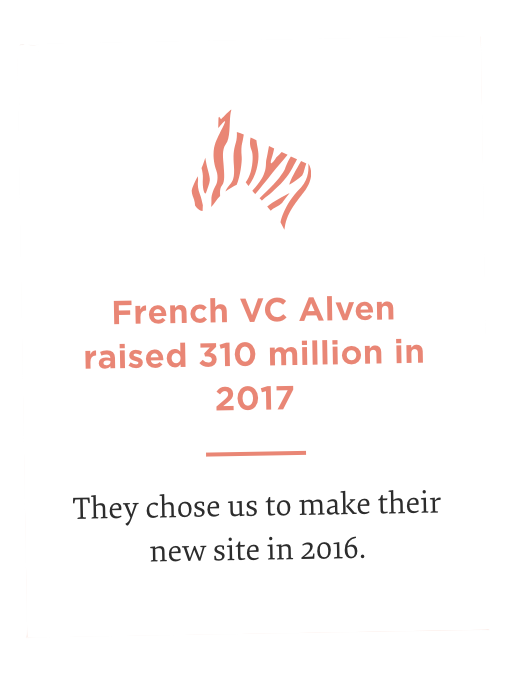 French VC Alven
raised 310 million in
2017
They chose us to make their
new site in 2016.